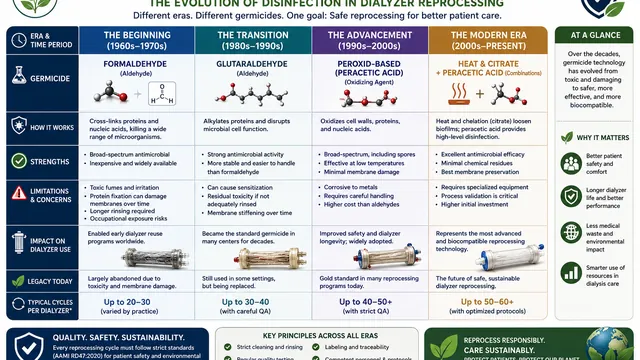 THE EVOLUTION OF DISINFECTION IN DIALYZER REPROCESSING
Different eras. Different germicides. One goal: Safe reprocessing for better patient care.
ERA &
TIME PERIOD
THE BEGINNING
(1960s–1970s)
THE TRANSITION
(1980s–1990s)
THE ADVANCEMENT
(1990s–2000s)
THE MODERN ERA
(2000s–PRESENT)
GERMICIDE
FORMALDEHYDE
(Aldehyde)
GLUTARALDEHYDE
(Aldehyde)
PEROXID-BASED
(PERACETIC ACID)
(Oxidizing Agent)
HEAT & CITRATE
+ PERACETIC ACID (Combinations)
HOW IT WORKS
Cross-links proteins and
nucleic acids, killing a wide
range of microorganisms.
Alkylates proteins and disrupts
microbial cell function.
Oxidizes cell walls, proteins,
and nucleic acids.
Heat and chelation (citrate) loosen
biofilms; peracetic acid provides
high-level disinfection.
STRENGTHS
• Broad-spectrum antimicrobial
• Inexpensive and widely available
• Strong antimicrobial activity
• More stable and easier to handle
than formaldehyde
• Broad-spectrum, including spores
• Effective at low temperatures
• Minimal membrane damage
• Excellent antimicrobial efficacy
• Minimal chemical residues
• Best membrane preservation
LIMITATIONS
& CONCERNS
• Toxic fumes and irritation
• Protein fixation can damage
membranes over time
• Longer rinsing required
• Occupational exposure risks
• Can cause sensitization
• Residual toxicity if not
adequately rinsed
• Membrane stiffening over time
• Corrosive to metals
• Requires careful handling
• Higher cost than aldehydes
• Requires specialized equipment
• Process validation is critical
• Higher initial investment
IMPACT ON
DIALYZER USE
Enabled early dialyzer reuse
programs worldwide.
Became the standard germicide in
many centers for decades.
Improved safety and dialyzer
longevity; widely adopted.
Represents the most advanced
and biocompatible reprocessing
technology.
LEGACY TODAY
Largely abandoned due to
toxicity and membrane damage.
Still used in some settings,
but being replaced.
Gold standard in many reprocessing
programs today.
The future of safe, sustainable
dialyzer reprocessing.
TYPICAL CYCLES
PER DIALYZER*
Up to 20–30
(varied by practice)
Up to 30–40
(with careful QA)
Up to 40–50+
(with strict QA)
Up to 50–60+
(with optimized protocols)
AT A GLANCE
Over the decades,
germicide technology
has evolved from
toxic and damaging
to safer, more
effective, and more
biocompatible.
WHY IT MATTERS
Better patient
safety and
comfort
Longer dialyzer
life and better
performance
Less medical
waste and
environmental
impact
Smarter use of
resources in
dialysis care
QUALITY. SAFETY. SUSTAINABILITY.
Every reprocessing cycle must follow strict standards
(AAMI RD47:2020) for patient safety and environmental
KEY PRINCIPLES ACROSS ALL ERAS
Strict cleaning and rinsing
Labeling and traceability
Regular quality testing
Competent personnel & protocols
REPROCESS RESPONSIBLY.
CARE SUSTAINABLY.
PROTECT PATIENTS. PROTECT OUR PLANET.